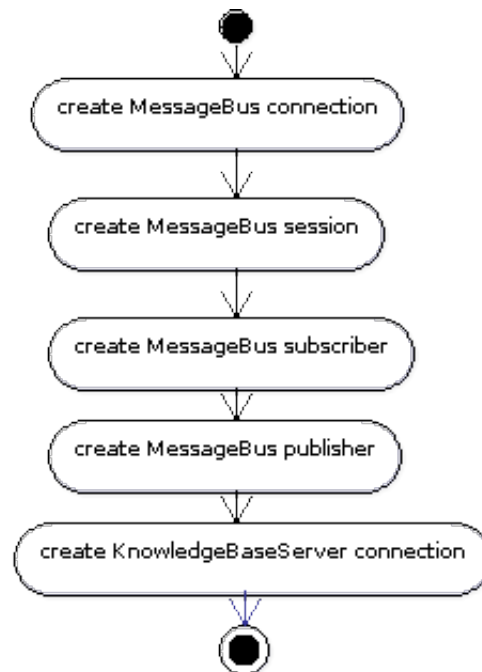 create MessageBus connection
create MessageBus session
create MessageBus subscriber
create MessageBus publisher
create KnowledgeBaseServer connection